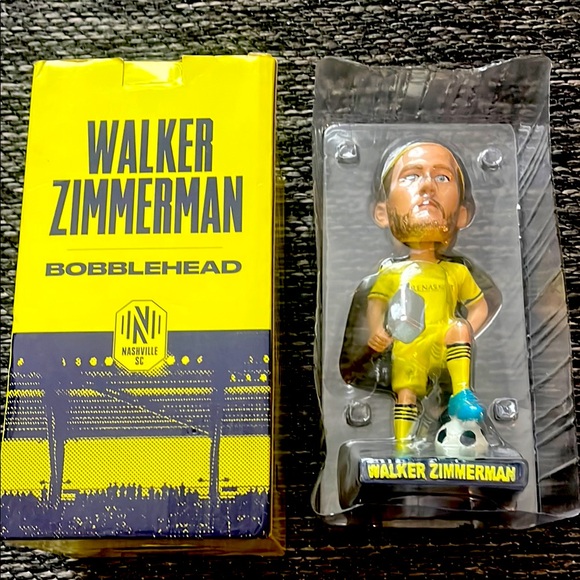 WALKER
ZIMMERMAN
BOBBLEHEAD
N
NASHVILLE
SC
WALKER ZIMMERMAN